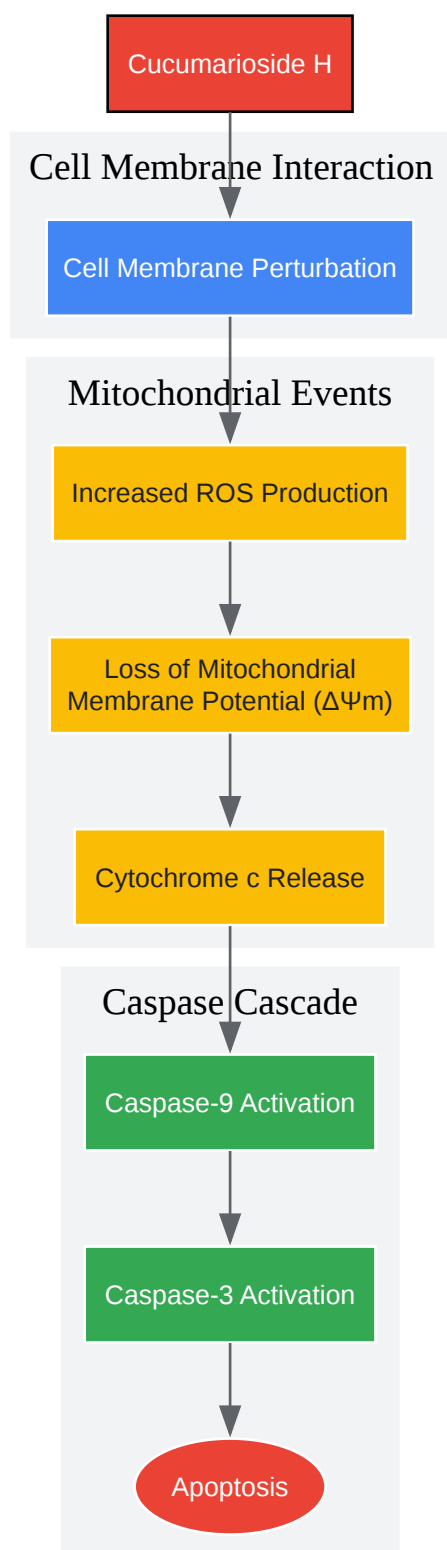 Cucumarioside H
Cell Membrane Interaction
Cell Membrane Perturbation
Mitochondrial Events
Increased ROS Production
Loss of Mitochondrial
Membrane Potential (ΔΨm)
Cytochrome c Release
Caspase Cascade
Caspase-9 Activation
Caspase-3 Activation
Apoptosis